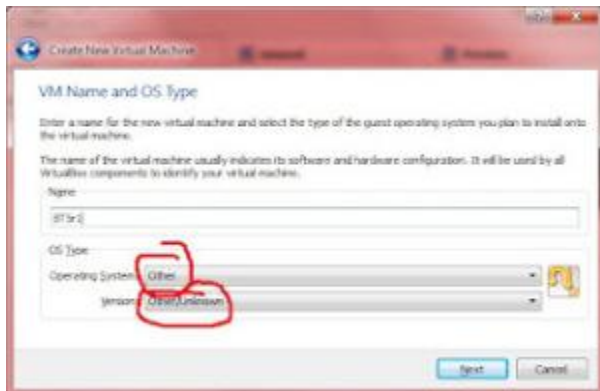 Create New Virtual Machine
VM Name and OS Type
Enter a name for the new virtual machine and select the type of the guest operating system you plan to install onto
the virtual machine.
The name of the virtual machine usually indicates its software and hardware configuration. It will be used by all
VirtualBox components to identify your virtual machine.
Name
OS Type
Operating System: Other
Version: Other/Unknown
Next
Cancel